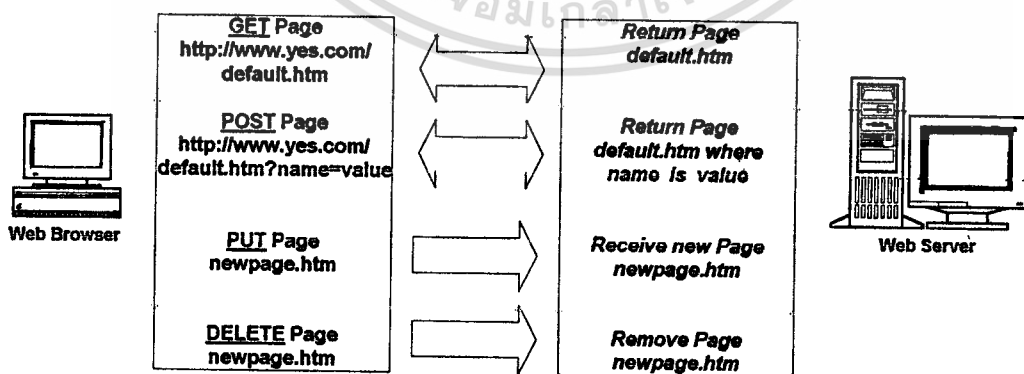 GET Page
http://www.yes.com/
default.htm
Return Page
default.htm
POST Page
http://www.yes.com/
default.htm?name=value
Return Page
default.htm where
name is value
Web Browser
Web Server
PUT Page
newpage.htm
Receive new Page
newpage.htm
DELETE Page
newpage.htm
Remove Page
newpage.htm